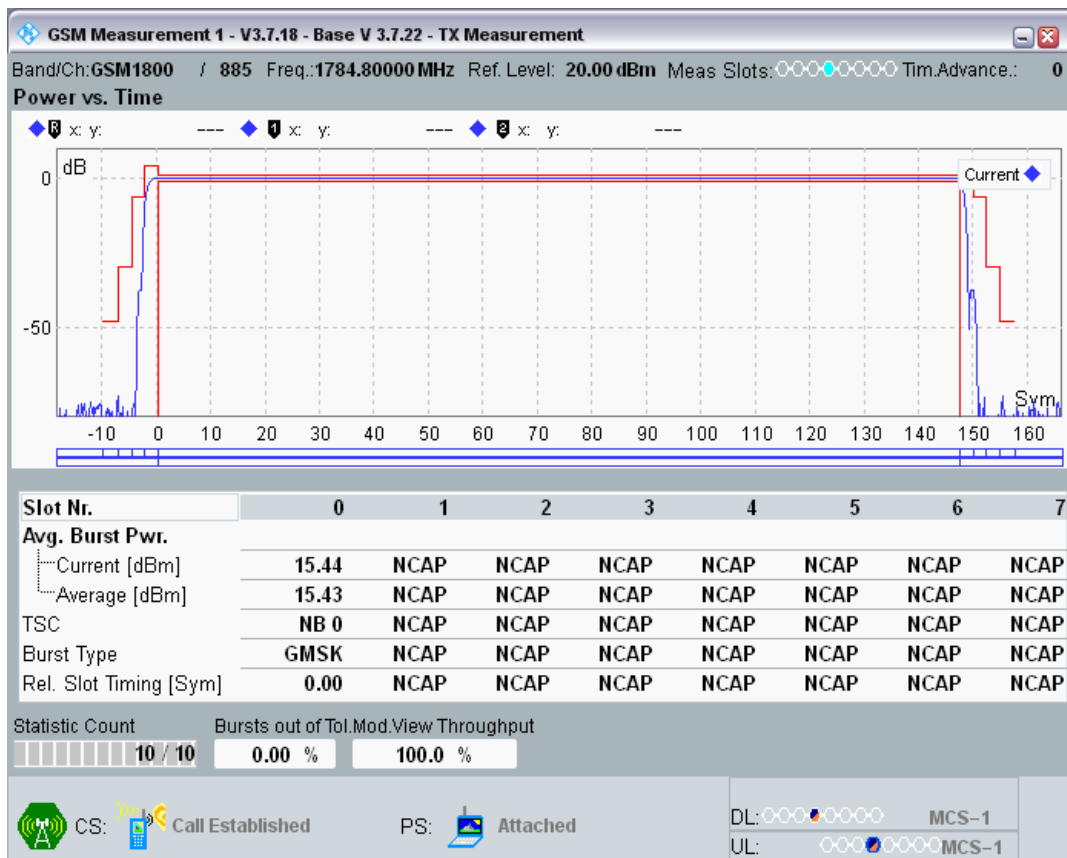 GSM Measurement 1 - V3.7.18 - Base V 3.7.22 - TX Measurement
Band/Ch:GSM1800 / 885 Freq.:1784.80000 MHz Ref. Level: 20.00 dBm Meas Slots: Tim.Advance.: 0
Power vs. Time
R x: y: --- 1 x: y: --- 2 x: y: ---
dB
0
Current
-50
Sym
-10 0 10 20 30 40 50 60 70 80 90 100 110 120 130 140 150 160
Slot Nr. 0 1 2 3 4 5 6 7
Avg. Burst Pwr.
Current [dBm] 15.44 NCAP NCAP NCAP NCAP NCAP NCAP NCAP
Average [dBm] 15.43 NCAP NCAP NCAP NCAP NCAP NCAP NCAP
TSC NB 0 NCAP NCAP NCAP NCAP NCAP NCAP NCAP
Burst Type GMSK NCAP NCAP NCAP NCAP NCAP NCAP NCAP
Rel. Slot Timing [Sym] 0.00 NCAP NCAP NCAP NCAP NCAP NCAP NCAP
Statistic Count Bursts out of Tol.Mod.View Throughput
10 / 10 0.00 % 100.0 %
CS: Call Established PS: Attached
DL: MCS-1
UL: MCS-1